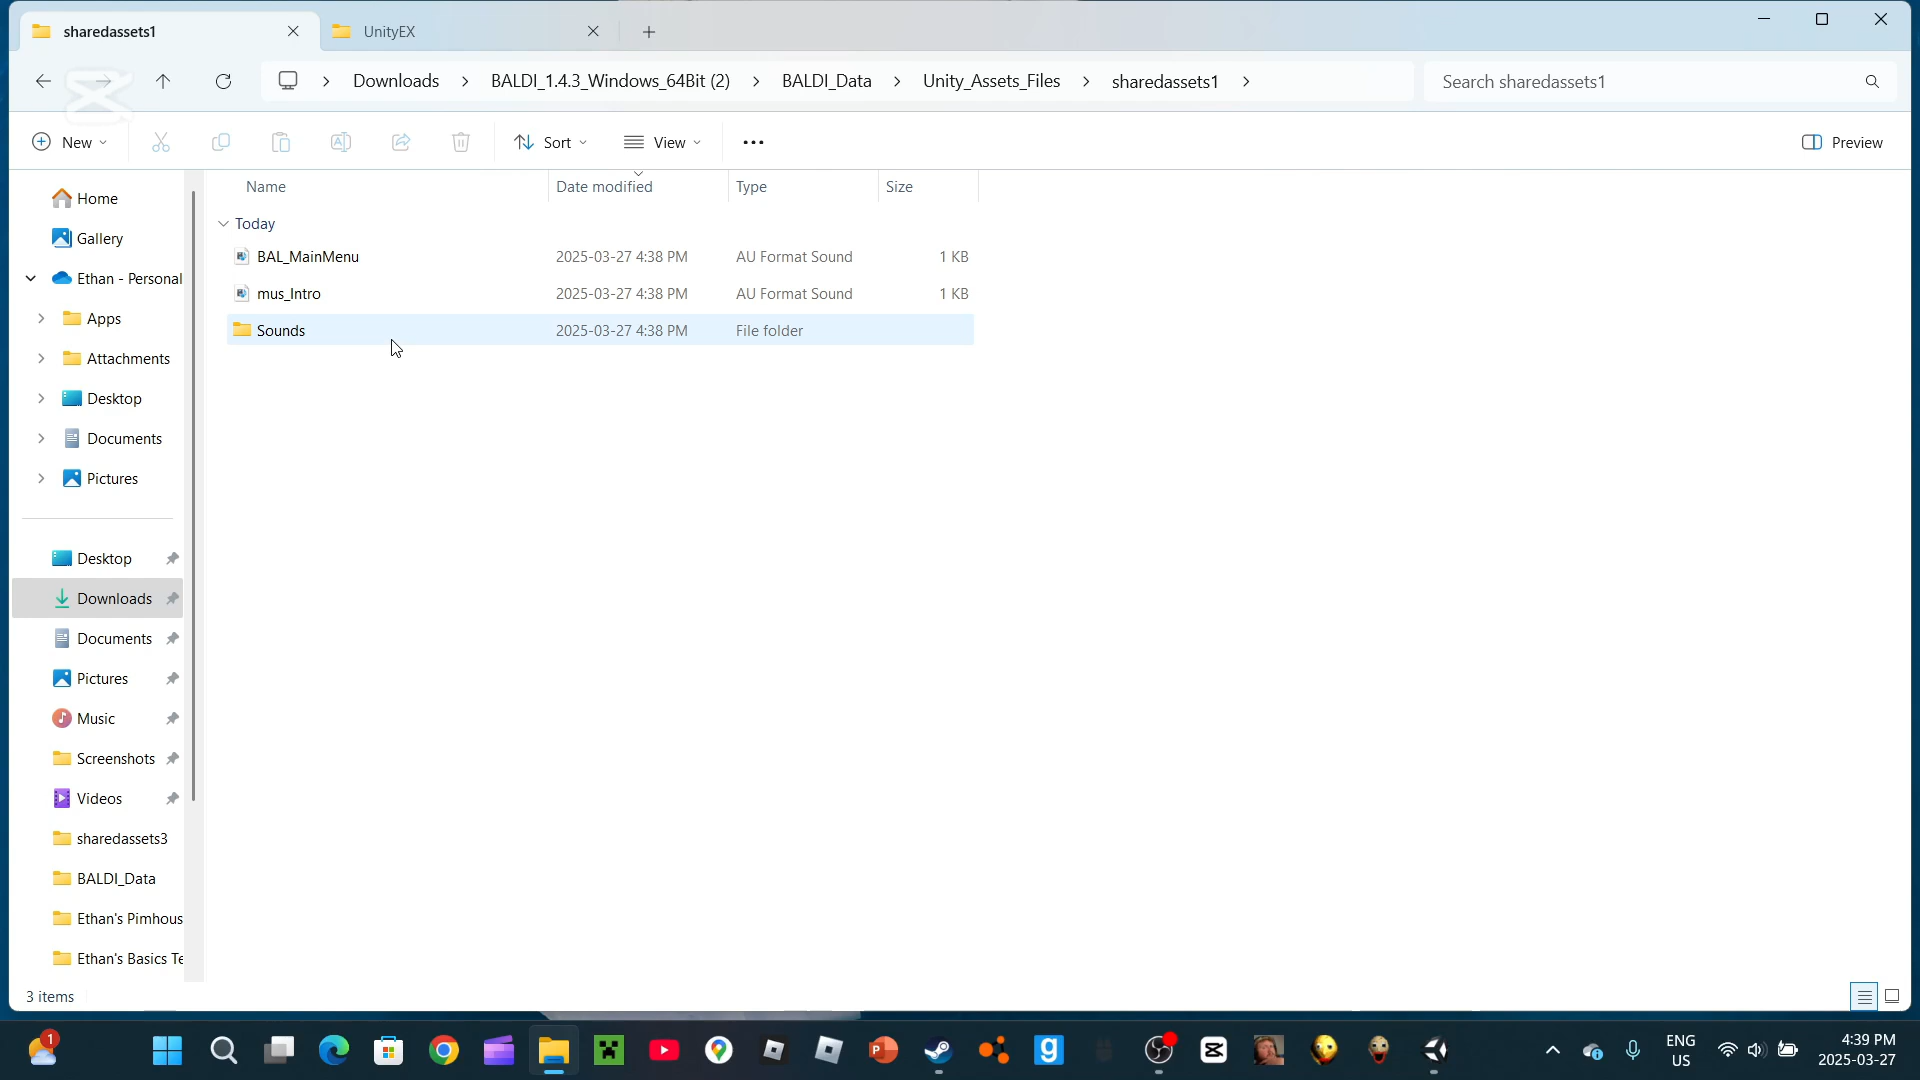 sharedassets1
UnityEX
Downloads > BALDI_1.4.3_Windows_64Bit (2) > BALDI_Data > Unity_Assets_Files > sharedassets1 >
Search sharedassets1
New
Sort
View
Preview
Name
Date modified
Type
Size
Today
BAL_MainMenu 2025-03-27 4:38 PM AU Format Sound 1 KB
mus_Intro 2025-03-27 4:38 PM AU Format Sound 1 KB
Sounds 2025-03-27 4:38 PM File folder
Home
Gallery
Ethan - Personal
Apps
Attachments
Desktop
Documents
Pictures
Desktop
Downloads
Documents
Pictures
Music
Screenshots
Videos
sharedassets3
BALDI_Data
Ethan's Pimhous
Ethan's Basics Te
3 items
1
ENG
US
4:39 PM
2025-03-27